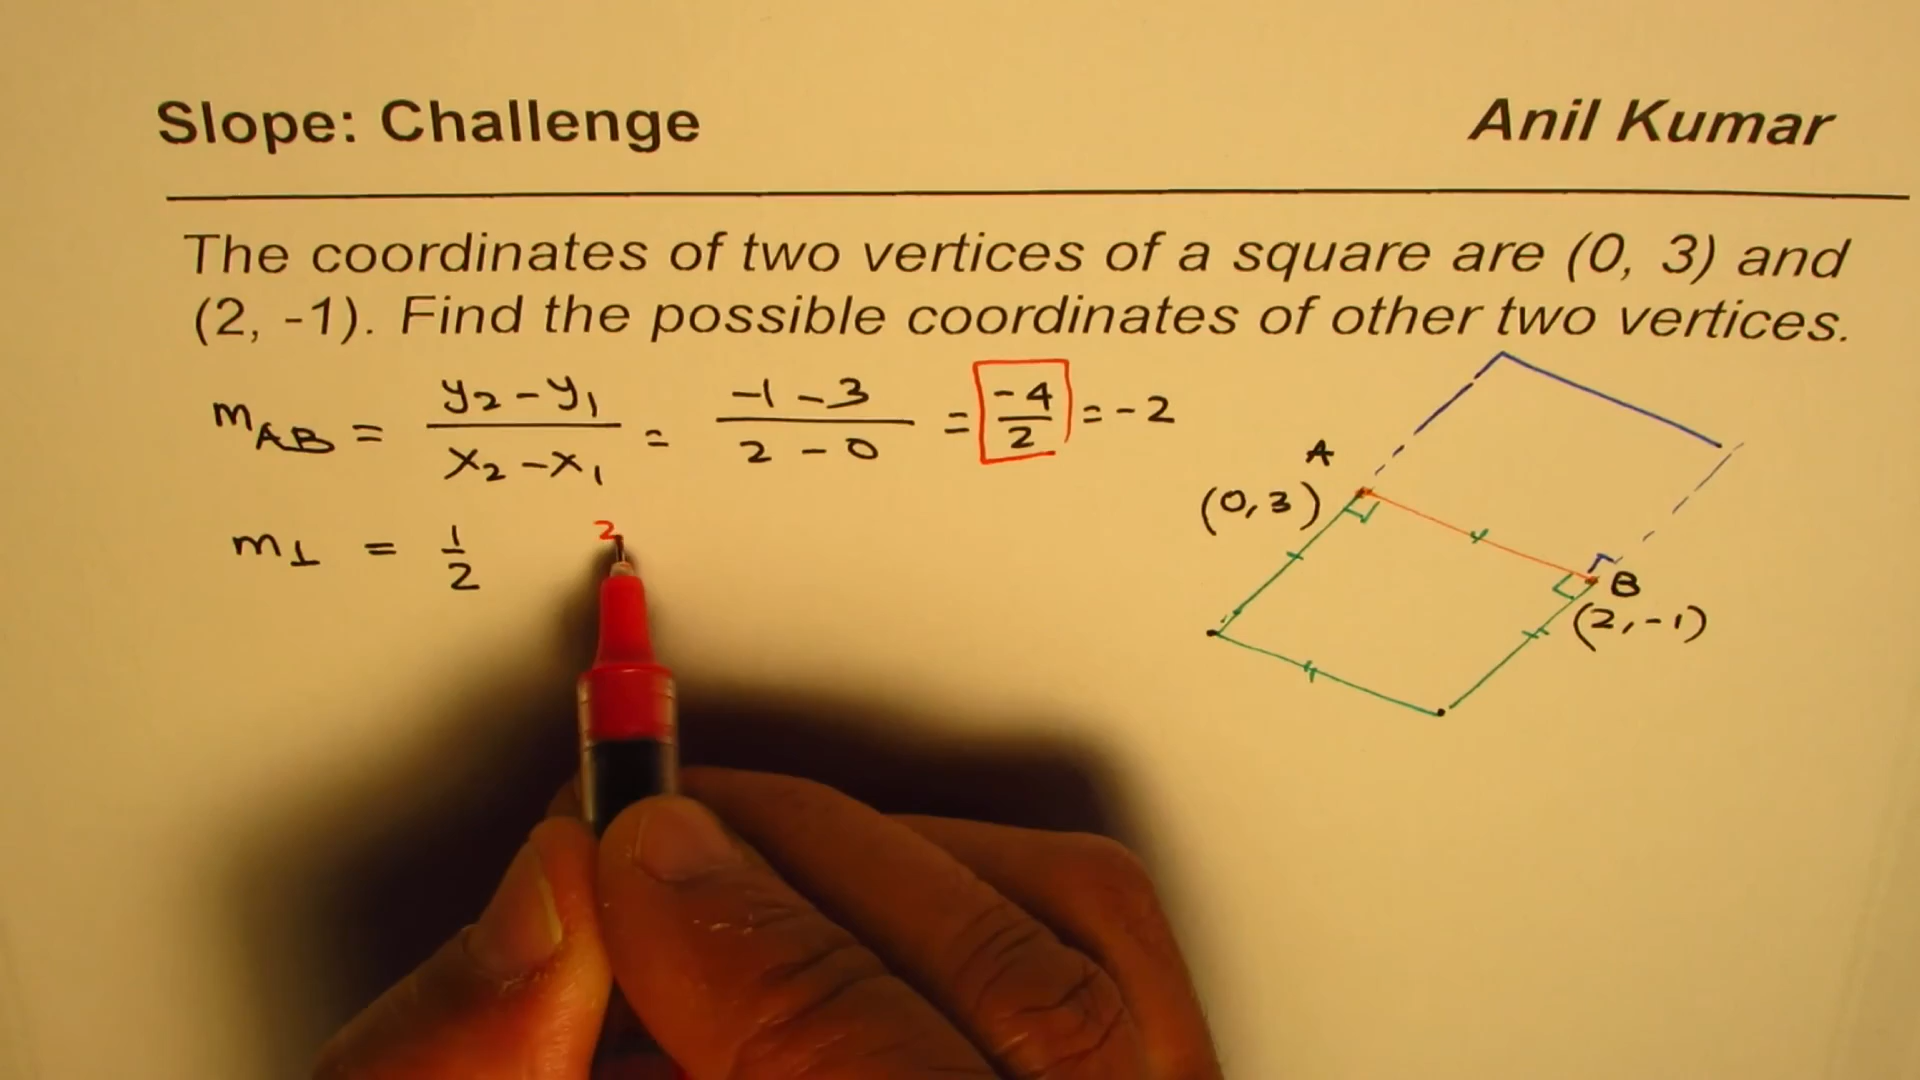 Slope: Challenge
Anil Kumar
The coordinates of two vertices of a square are (0, 3) and
(2, -1). Find the possible coordinates of other two vertices.
m_AB = (y₂ - y₁)/(x₂ - x₁) = (-1 - 3)/(2 - 0) = -4/2 = -2
m⊥ = 1/2
2
A
(0, 3)
B
(2, -1)